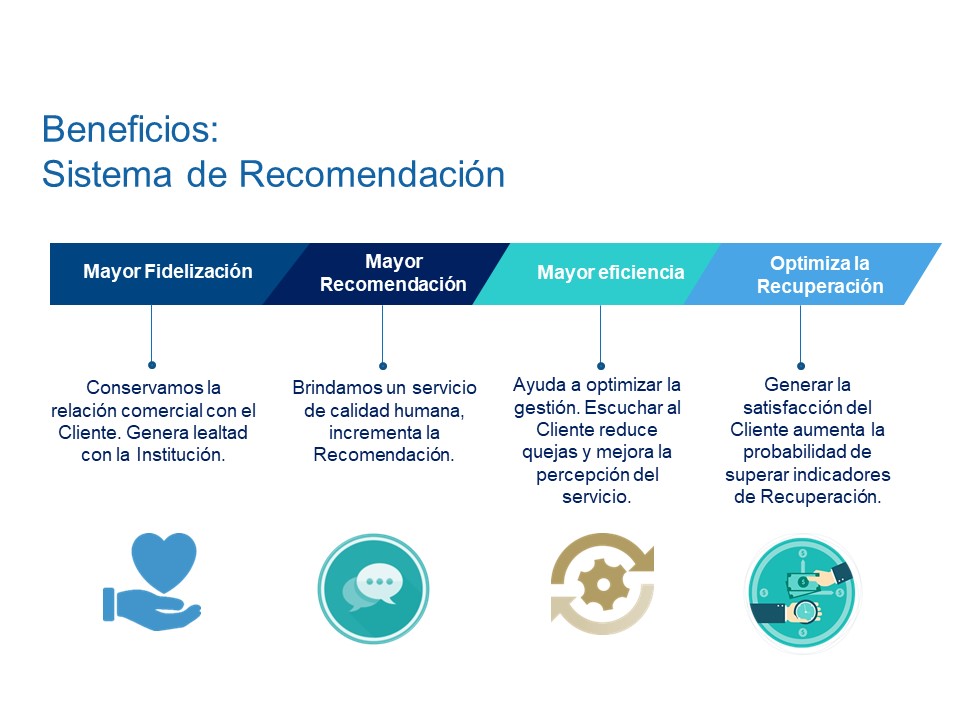 Beneficios:
Sistema de Recomendación
Mayor Fidelización
Mayor
Recomendación
Mayor eficiencia
Optimiza la
Recuperación
Conservamos la
relación comercial con el
Cliente. Genera lealtad
con la Institución.
Brindamos un servicio
de calidad humana,
incrementa la
Recomendación.
Ayuda a optimizar la
gestión. Escuchar al
Cliente reduce
quejas y mejora la
percepción del
servicio.
Generar la
satisfacción del
Cliente aumenta la
probabilidad de
superar indicadores
de Recuperación.